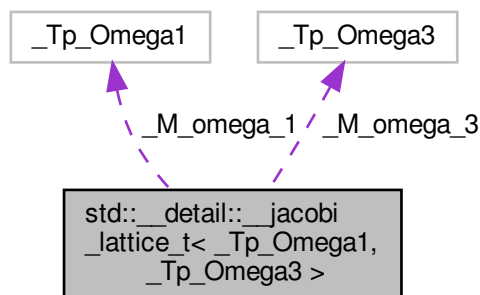 _Tp_Omega1
_Tp_Omega3
_M_omega_1
_M_omega_3
std::__detail::__jacobi
_lattice_t< _Tp_Omega1,
_Tp_Omega3 >